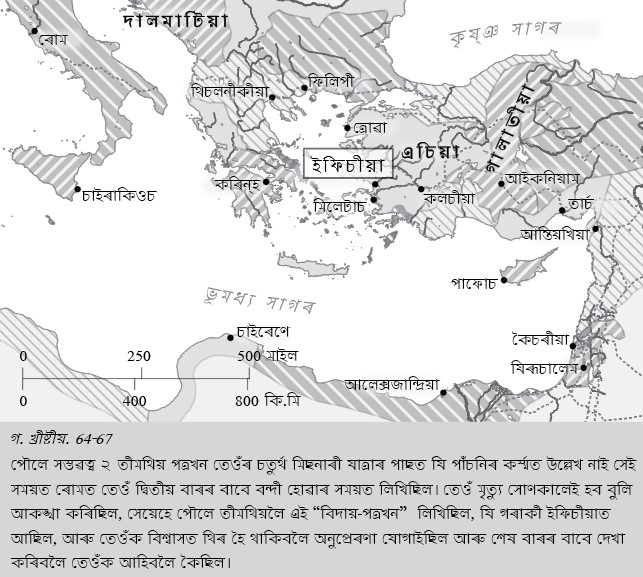 দালমাটিয়া
ৰোম
কৃষ্ঞ সাগৰ
ফিলিপী
থিচলনীকীয়া
ত্ৰোৱা
গালাতীয়া
ইফিচীয়া
এচিয়া
কৰিন্হ
আইকনিয়াম
চাইৰাকিওচ
কলচীয়া
মিলেটাচ
তাৰ্চ
আন্তিয়খিয়া
পাফোচ
ভূমধ্য সাগৰ
চাইৰেণে
কৈচৰীয়া
0 250 500 মাইল
যিৰূচালেম
আলেক্সজান্দ্ৰিয়া
0 400 800 কি.মি
গ. খ্ৰীষ্টীয়. 64-67
পৌলে সম্ভৱত্ব ২ তীমথিয় পত্ৰখন তেওঁৰ চতুৰ্থ মিছনাৰী যাত্ৰাৰ পাছত যি পাঁচনিৰ কৰ্ম্মত উল্লেখ নাই সেই
সময়ত ৰোমত তেওঁ দ্বিতীয় বাৰৰ বাবে বন্দী হোৱাৰ সময়ত লিখিছিল। তেওঁ মৃত্যু সোণকালেই হব বুলি
আকঙ্খা কৰিছিল, সেয়েহে পৌলে তীমথিয়লৈ এই “বিদায়-পত্ৰখন” লিখিছিল, যি গৰাকী ইফিচীয়াত
আছিল, আৰু তেওঁক বিশ্বাসত থিৰ হৈ থাকিবলৈ অনুপ্ৰেৰণা যোগাইছিল আৰু শেষ বাৰৰ বাবে দেখা
কৰিবলৈ তেওঁক আহিবলৈ কৈছিল।